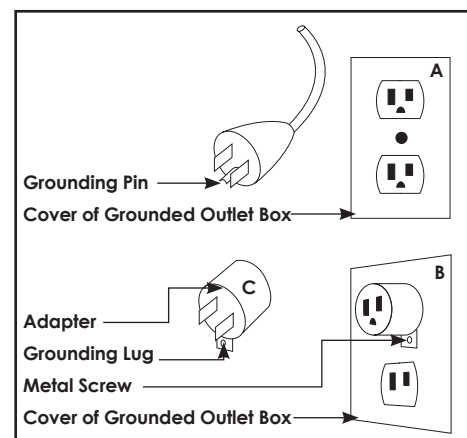 A
Grounding Pin
Cover of Grounded Outlet Box
B
C
Adapter
Grounding Lug
Metal Screw
Cover of Grounded Outlet Box